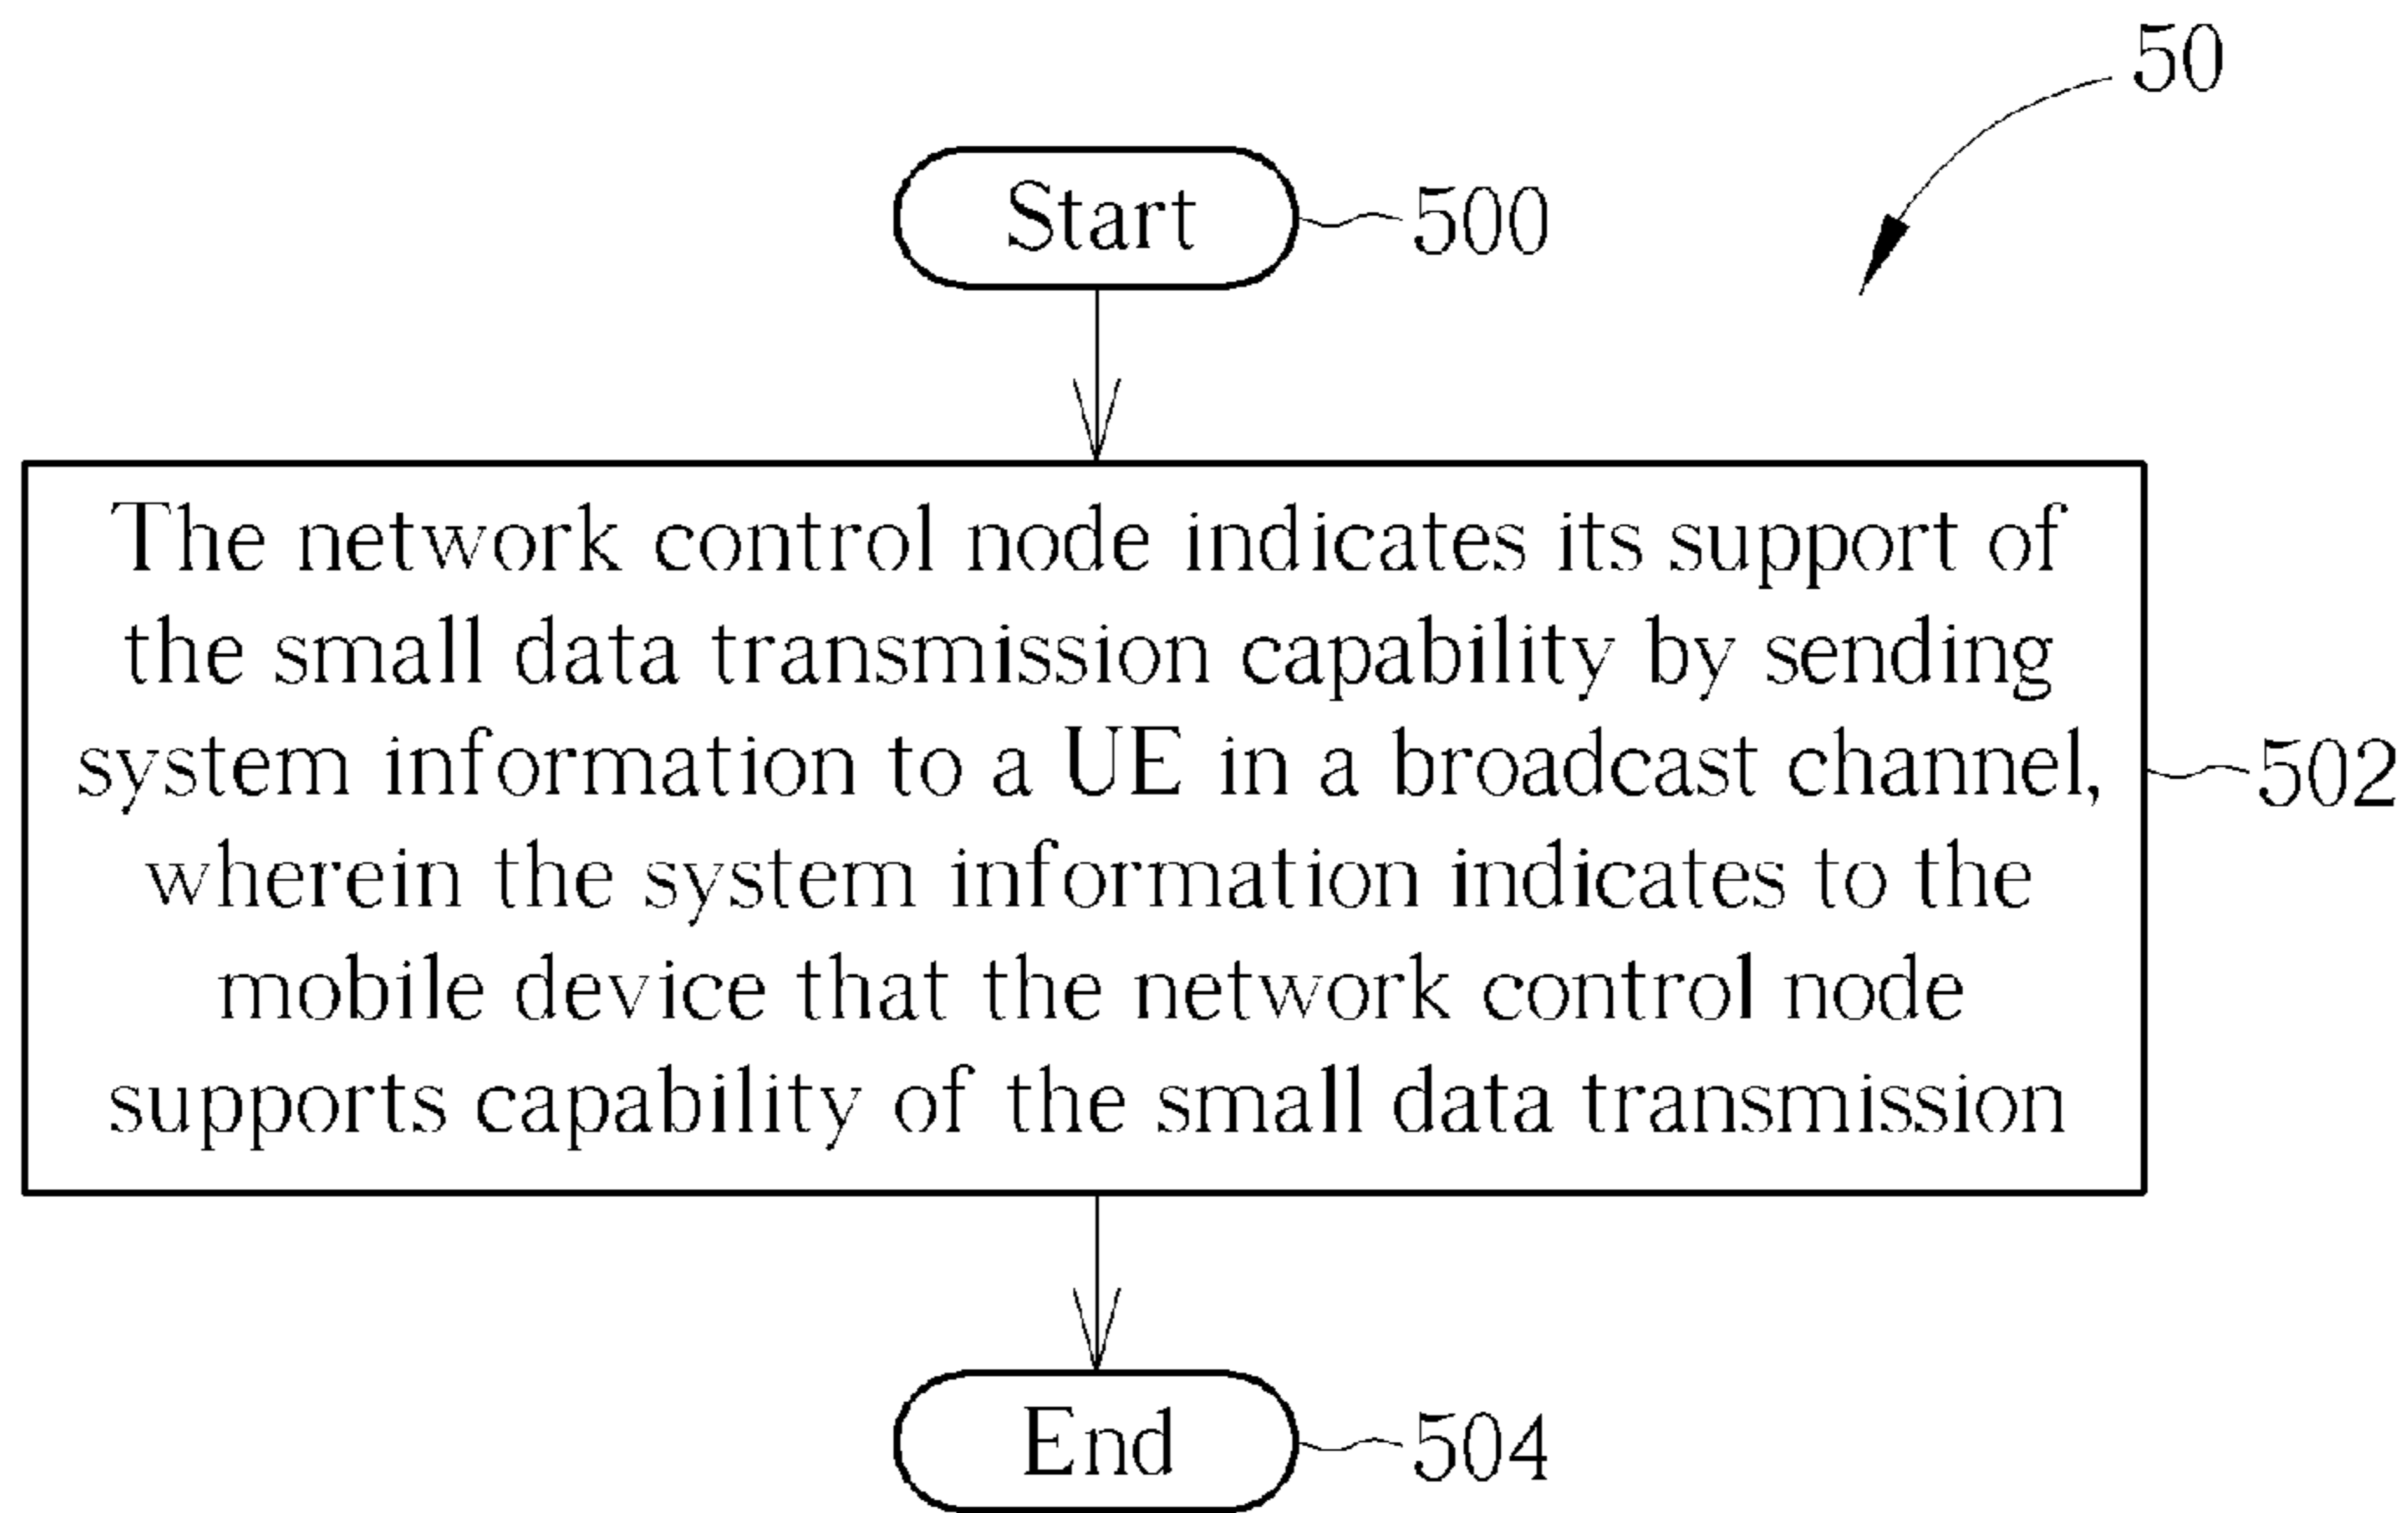 50
Start
500
The network control node indicates its support of
the small data transmission capability by sending
system information to a UE in a broadcast channel,
wherein the system information indicates to the
mobile device that the network control node
supports capability of the small data transmission
502
End
504